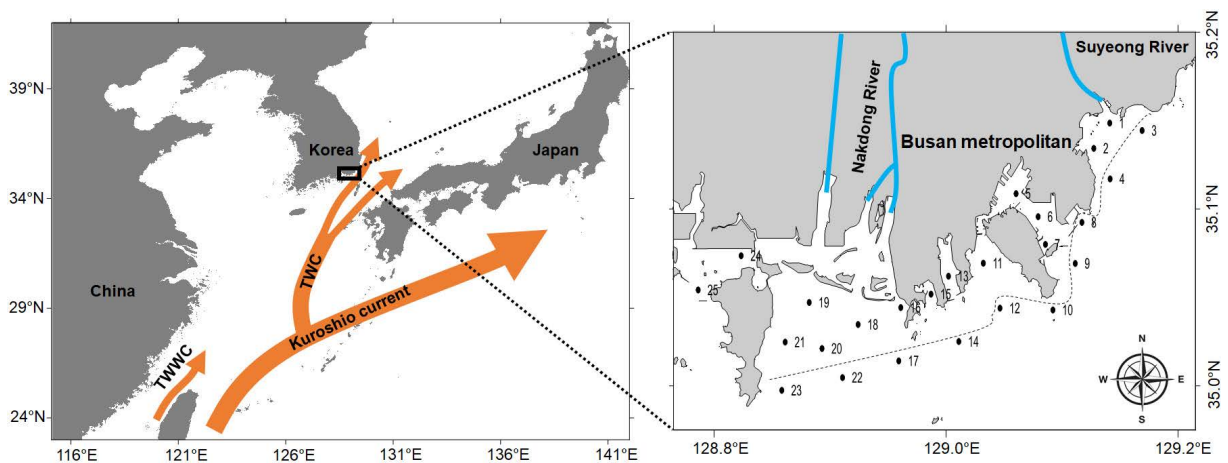 39°N
34°N
29°N
24°N
116°E
121°E
126°E
131°E
136°E
141°E
Korea
Japan
China
TWC
Kuroshio current
TWWC
Suyeong River
Nakdong River
Busan metropolitan
1
2
3
4
5
6
7
8
9
10
11
12
13
14
15
16
17
18
19
20
21
22
23
24
25
N
W
E
S
35.2°N
35.1°N
35.0°N
128.8°E
129.0°E
129.2°E